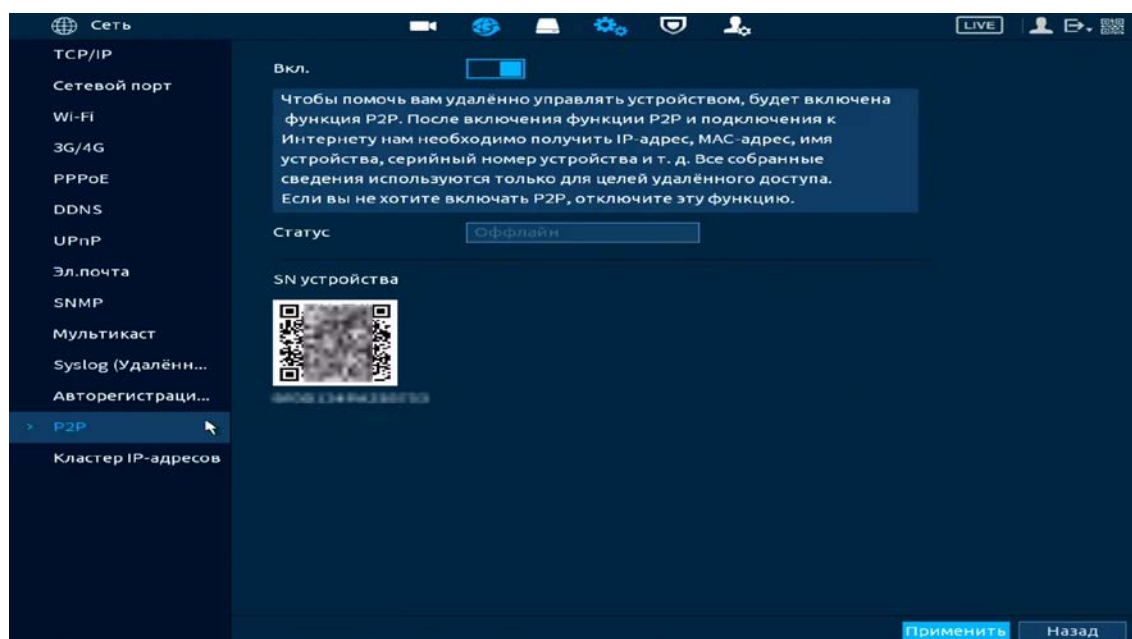 Сеть
LIVE
TCP/IP
Сетевой порт
Wi-Fi
3G/4G
PPPoE
DDNS
UPnP
Эл.почта
SNMP
Мультикаст
Syslog (Удалённ...
Авторегистраци...
P2P
Кластер IP-адресов
Вкл.
Чтобы помочь вам удалённо управлять устройством, будет включена
функция P2P. После включения функции P2P и подключения к
Интернету нам необходимо получить IP-адрес, MAC-адрес, имя
устройства, серийный номер устройства и т. д. Все собранные
сведения используются только для целей удалённого доступа.
Если вы не хотите включать P2P, отключите эту функцию.
Статус
Оффлайн
SN устройства
Применить
Назад